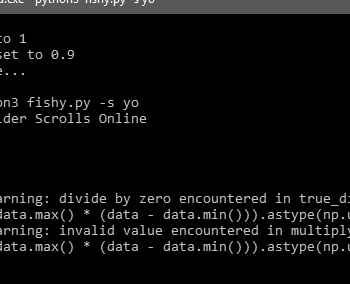 d.exe - python3 fishy.py -s yo
to 1
set to 0.9
e...
on3 fishy.py -s yo
lder Scrolls Online
arning: divide by zero encountered in true_di
data.max() * (data - data.min())).astype(np.u
arning: invalid value encountered in multiply
data.max() * (data - data.min())).astype(np.u